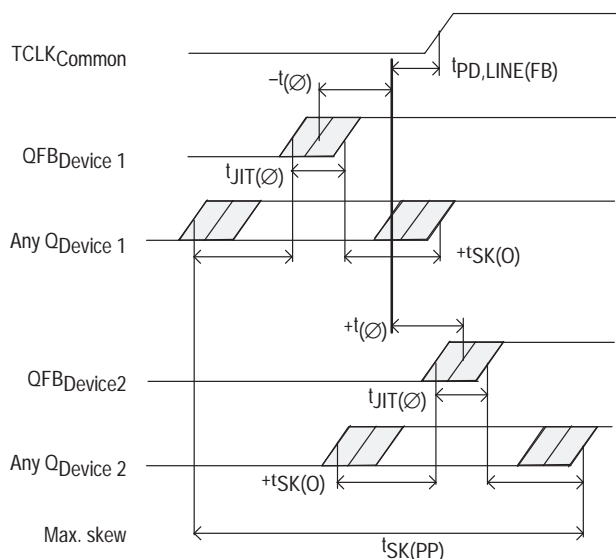 TCLKCommon
tPD,LINE(FB)
–t(∅)
QFBDevice 1
tJIT(∅)
Any QDevice 1
+tSK(O)
+t(∅)
QFBDevice2
tJIT(∅)
Any QDevice 2
+tSK(O)
Max. skew
tSK(PP)